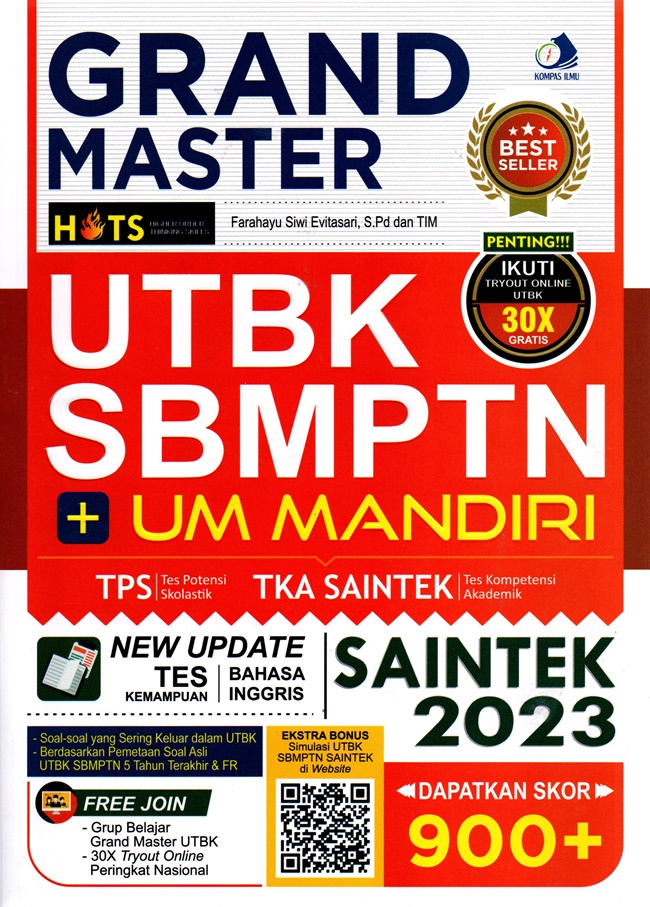 GRAND
MASTER
KOMPAS ILMU
BEST
SELLER
HOTS HIGHER ORDER
THINKING SKILLS
Farahayu Siwi Evitasari, S.Pd dan TIM
PENTING!!!
IKUTI
TRYOUT ONLINE
UTBK
30X
GRATIS
UTBK
SBMPTN
+ UM MANDIRI
TPS Tes Potensi
Skolastik
TKA SAINTEK Tes Kompetensi
Akademik
NEW UPDATE
TES
KEMAMPUAN
BAHASA
INGGRIS
SAINTEK
2023
- Soal-soal yang Sering Keluar dalam UTBK
- Berdasarkan Pemetaan Soal Asli
UTBK SBMPTN 5 Tahun Terakhir & FR
EKSTRA BONUS
Simulasi UTBK
SBMPTN SAINTEK
di Website
FREE JOIN
- Grup Belajar
Grand Master UTBK
- 30X Tryout Online
Peringkat Nasional
DAPATKAN SKOR
900+